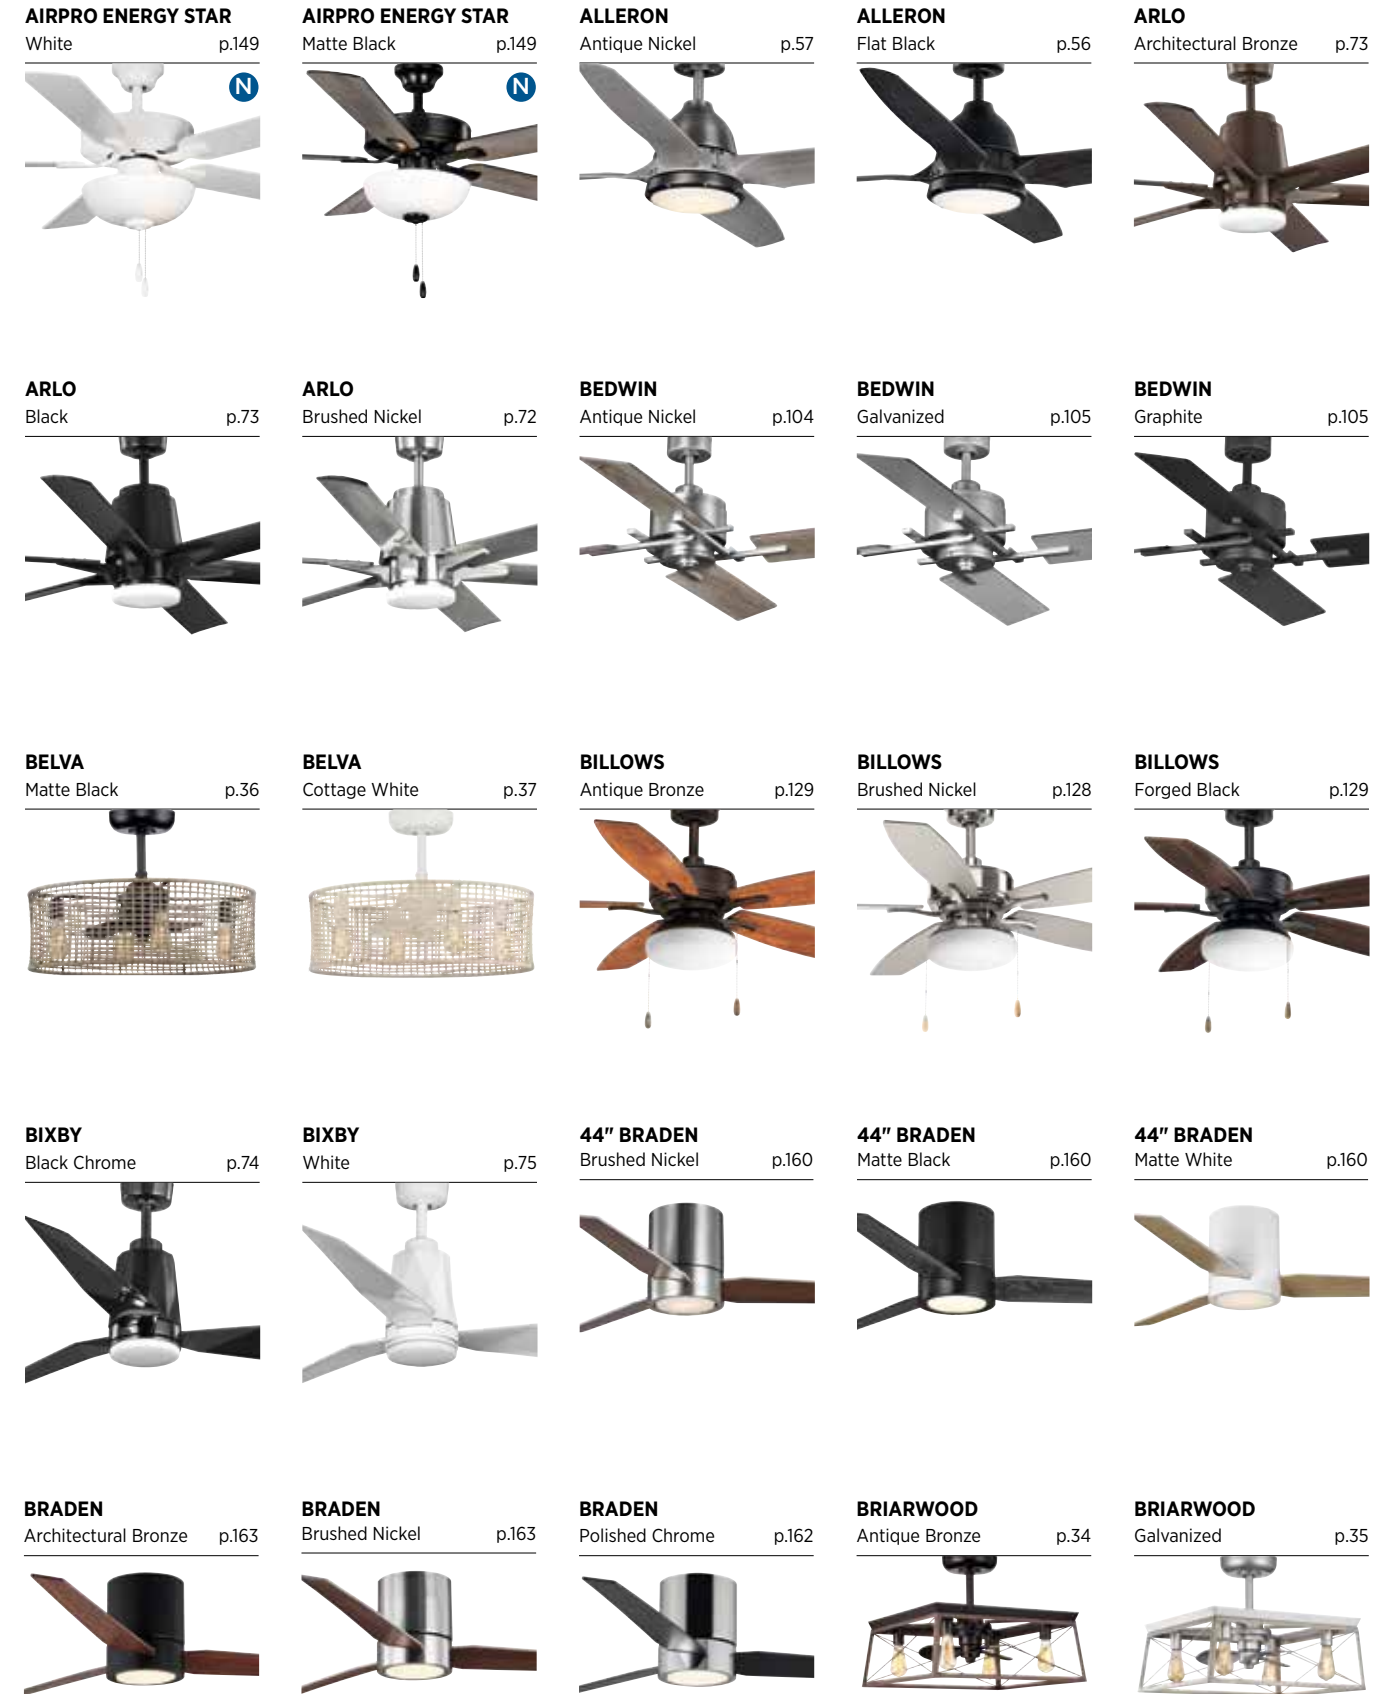 AIRPRO ENERGY STAR
White p.149
N
AIRPRO ENERGY STAR
Matte Black p.149
N
ALLERON
Antique Nickel p.57
ALLERON
Flat Black p.56
ARLO
Architectural Bronze p.73
ARLO
Black p.73
ARLO
Brushed Nickel p.72
BEDWIN
Antique Nickel p.104
BEDWIN
Galvanized p.105
BEDWIN
Graphite p.105
BELVA
Matte Black p.36
BELVA
Cottage White p.37
BILLOWS
Antique Bronze p.129
BILLOWS
Brushed Nickel p.128
BILLOWS
Forged Black p.129
BIXBY
Black Chrome p.74
BIXBY
White p.75
44" BRADEN
Brushed Nickel p.160
44" BRADEN
Matte Black p.160
44" BRADEN
Matte White p.160
BRADEN
Architectural Bronze p.163
BRADEN
Brushed Nickel p.163
BRADEN
Polished Chrome p.162
BRIARWOOD
Antique Bronze p.34
BRIARWOOD
Galvanized p.35